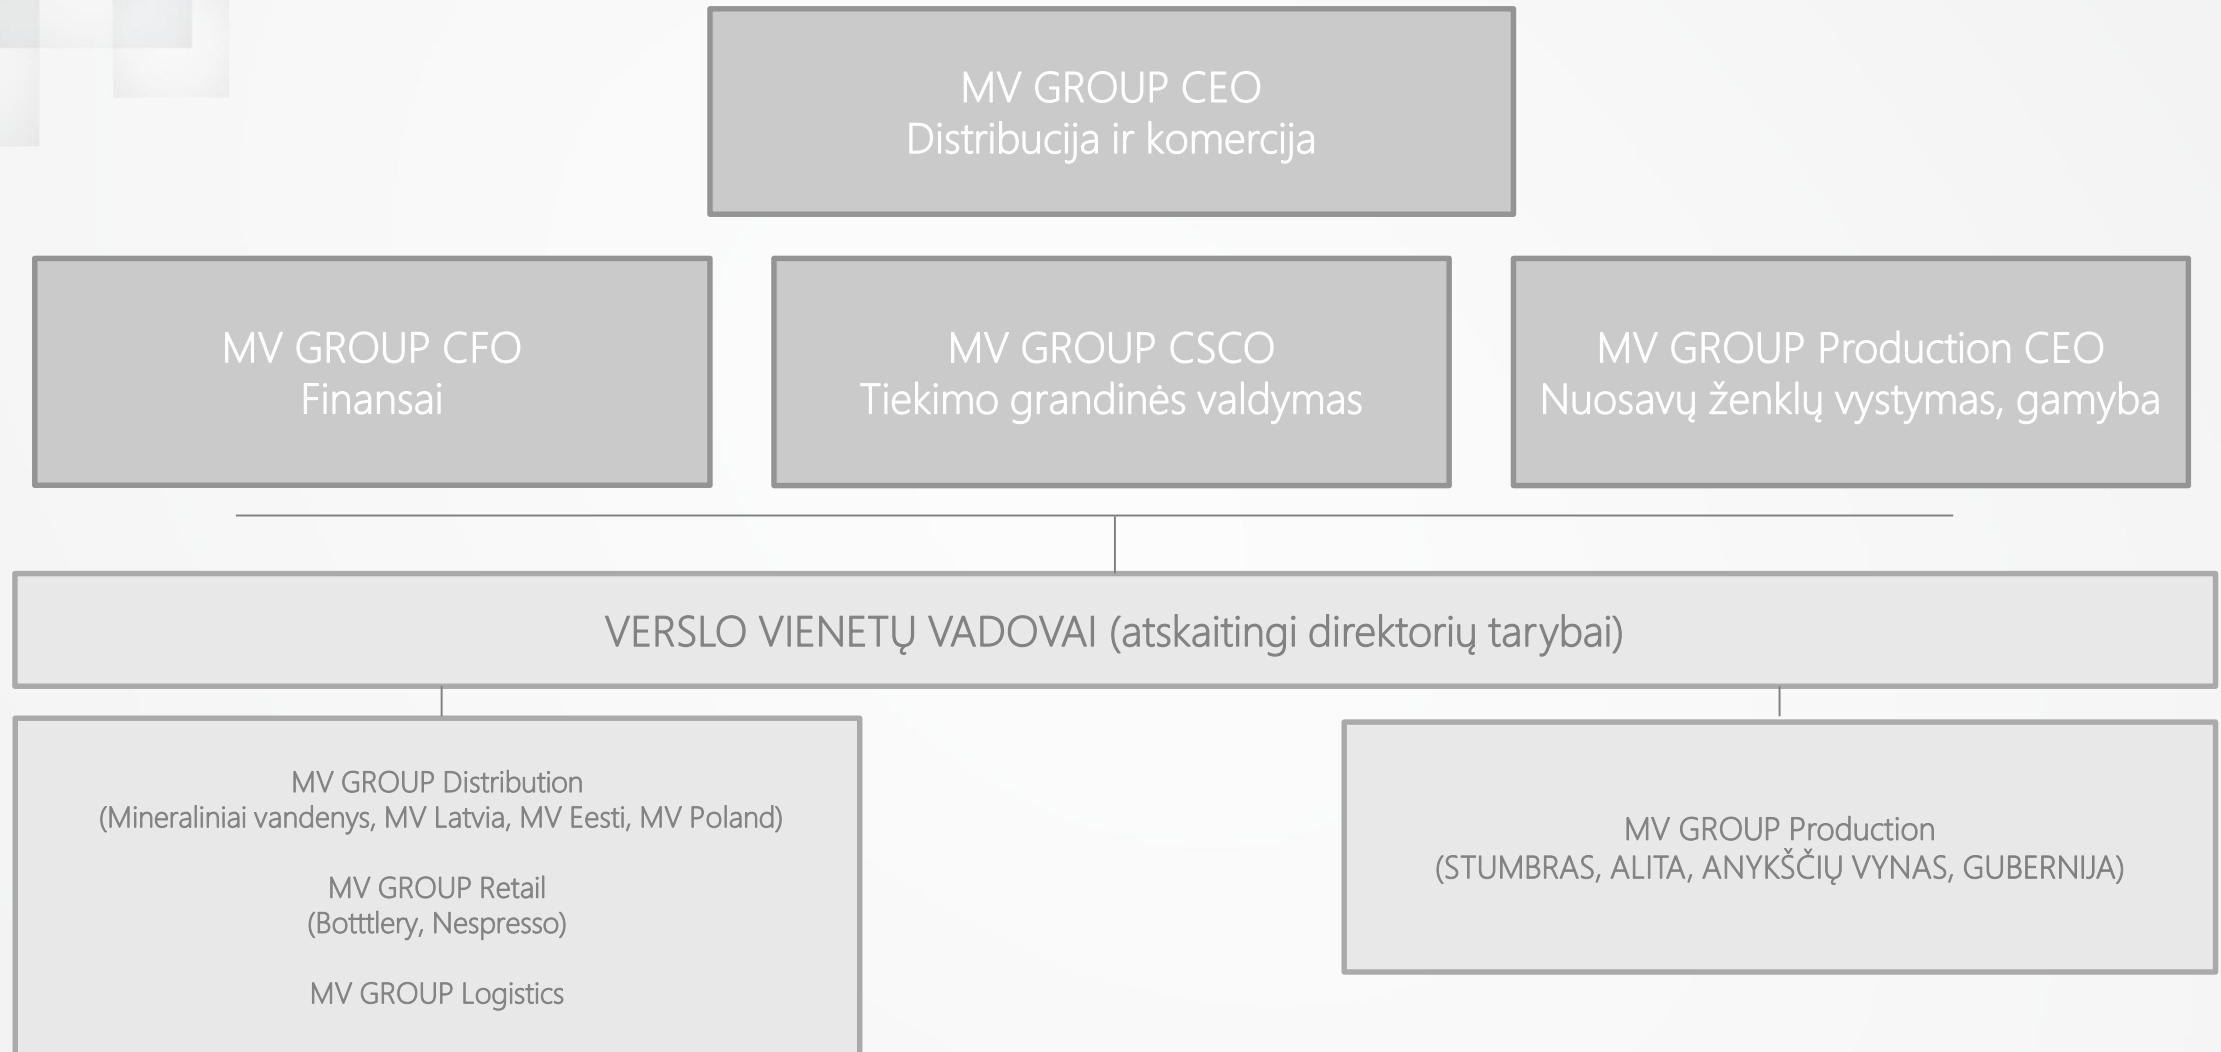 MV GROUP CEO
Distribucija ir komercija
MV GROUP CFO
Finansai
MV GROUP CSCO
Tiekimo grandinės valdymas
MV GROUP Production CEO
Nuosavų ženklų vystymas, gamyba
VERSLO VIENETŲ VADOVAI (atskaitingi direktorių tarybai)
MV GROUP Distribution
(Mineraliniai vandenys, MV Latvia, MV Eesti, MV Poland)
MV GROUP Retail
(Botttlery, Nespresso)
MV GROUP Logistics
MV GROUP Production
(STUMBRAS, ALITA, ANYKŠČIŲ VYNAS, GUBERNIJA)